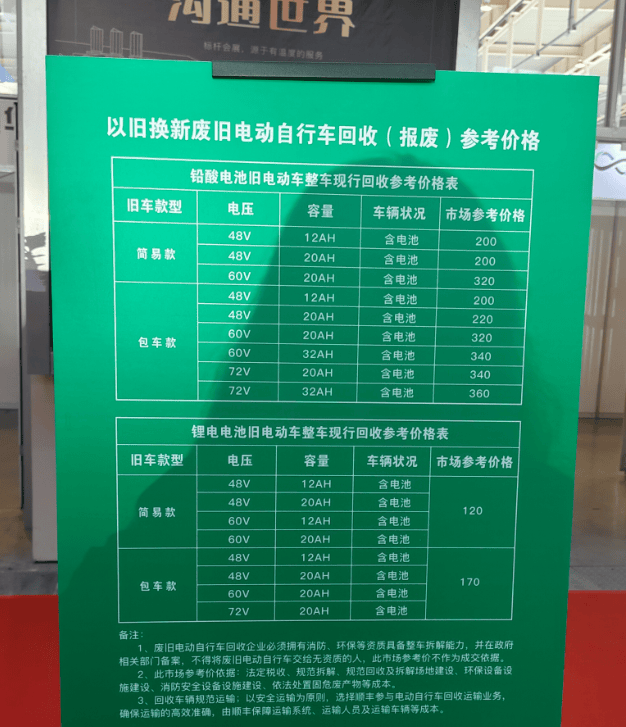 沟通世界
标杆会展，源于有温度的服务
以旧换新废旧电动自行车回收（报废）参考价格
铅酸电池旧电动车整车现行回收参考价格表
旧车款型 电压 容量 车辆状况 市场参考价格
简易款
48V 12AH 含电池 200
48V 20AH 含电池 200
60V 20AH 含电池 320
包车款
48V 12AH 含电池 200
48V 20AH 含电池 220
60V 20AH 含电池 320
60V 32AH 含电池 340
72V 20AH 含电池 340
72V 32AH 含电池 360
锂电电池旧电动车整车现行回收参考价格表
旧车款型 电压 容量 车辆状况 市场参考价格
简易款
48V 12AH 含电池
48V 20AH 含电池
120
60V 12AH 含电池
60V 20AH 含电池
包车款
48V 12AH 含电池
48V 20AH 含电池
170
60V 20AH 含电池
72V 20AH 含电池
备注：
1、废旧电动自行车回收企业必须拥有消防、环保等资质具备整车拆解能力，并在政府
相关部门备案，不得将废旧电动自行车交给无资质的人，此市场参考价不作为成交依据。
2、此市场参考价依据：法定税收、规范拆解、规范回收及拆解场地建设、环保设备设
施建设、消防安全设备设施建设、依法处置固危废产物等成本。
3、回收车辆规范运输：以安全运输为原则，选择顺丰参与电动自行车回收运输业务，
确保运输的高效准确，由顺丰保障运输系统、运输人员及运输车辆等成本。